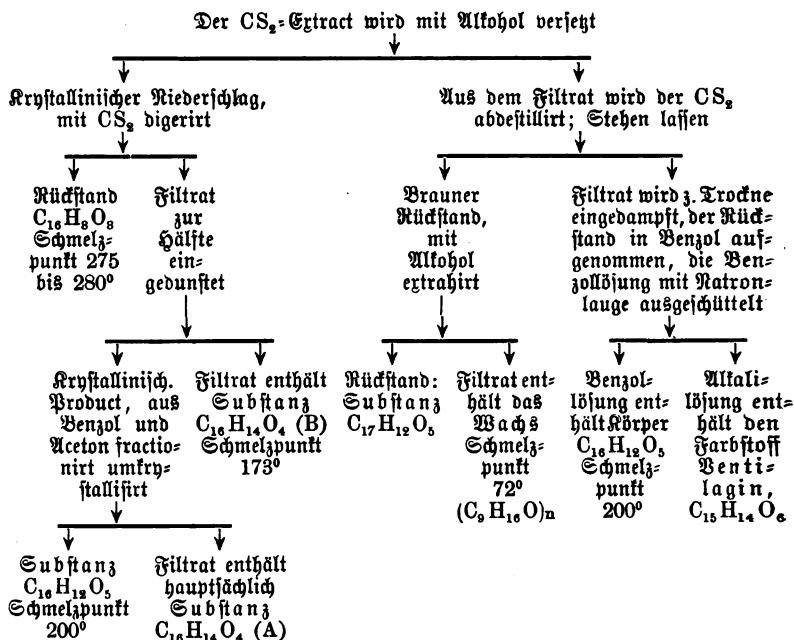 Der CS₂=Extract wird mit Alkohol versetzt
Krystallinischer Niederschlag,
mit CS₂ digerirt
Aus dem Filtrat wird der CS₂
abdestillirt; Stehen lassen
Rückstand
C₁₆H₈O₈
Schmelz=
punkt 275
bis 280⁰
Filtrat
zur
Hälfte
ein=
gedunstet
Brauner
Rückstand,
mit
Alkohol
extrahirt
Filtrat wird z. Trockne
eingedampft, der Rück=
stand in Benzol auf=
genommen, die Ben=
zollösung mit Natron=
lauge ausgeschüttelt
Krystallinisch.
Product, aus
Benzol und
Aceton fractio=
nirt umkry=
stallisirt
Filtrat enthält
Substanz
C₁₆H₁₄O₄ (B)
Schmelzpunkt
173⁰
Rückstand:
Substanz
C₁₇H₁₂O₅
Filtrat ent=
hält das
Wachs
Schmelz=
punkt
72⁰
(C₉H₁₆O)n
Benzol=
lösung ent=
hält Körper
C₁₆H₁₂O₅
Schmelz=
punkt
200⁰
Alkali=
lösung ent=
hält den
Farbstoff
Venti=
lagin,
C₁₅H₁₄O₆
Substanz
C₁₆H₁₂O₅
Schmelzpunkt
200⁰
Filtrat enthält
hauptsächlich
Substanz
C₁₆H₁₄O₄ (A)